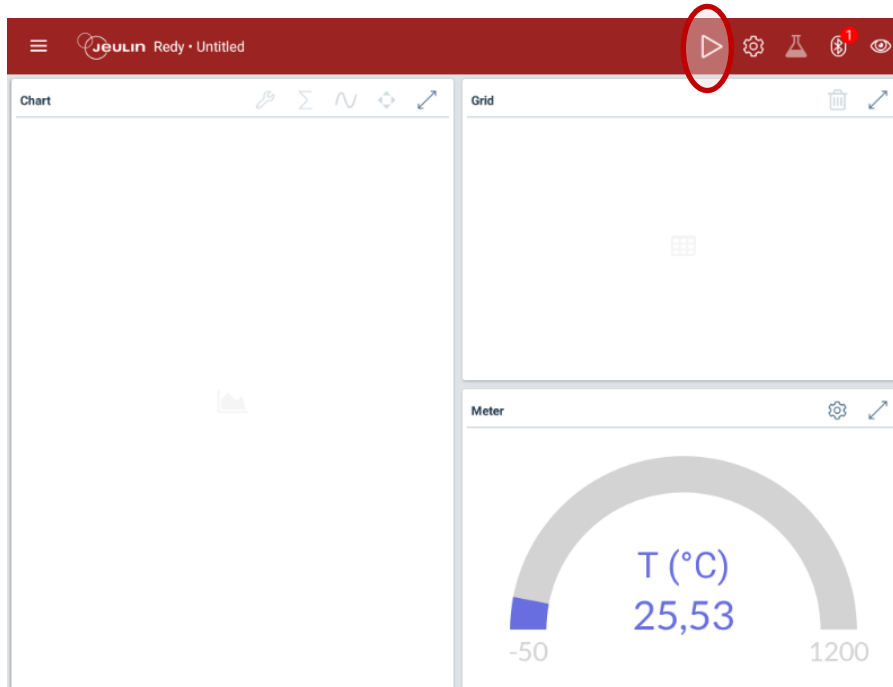 Jeulin Redy • Untitled
1
Chart
Grid
Meter
T (°C)
25,53
-50
1200